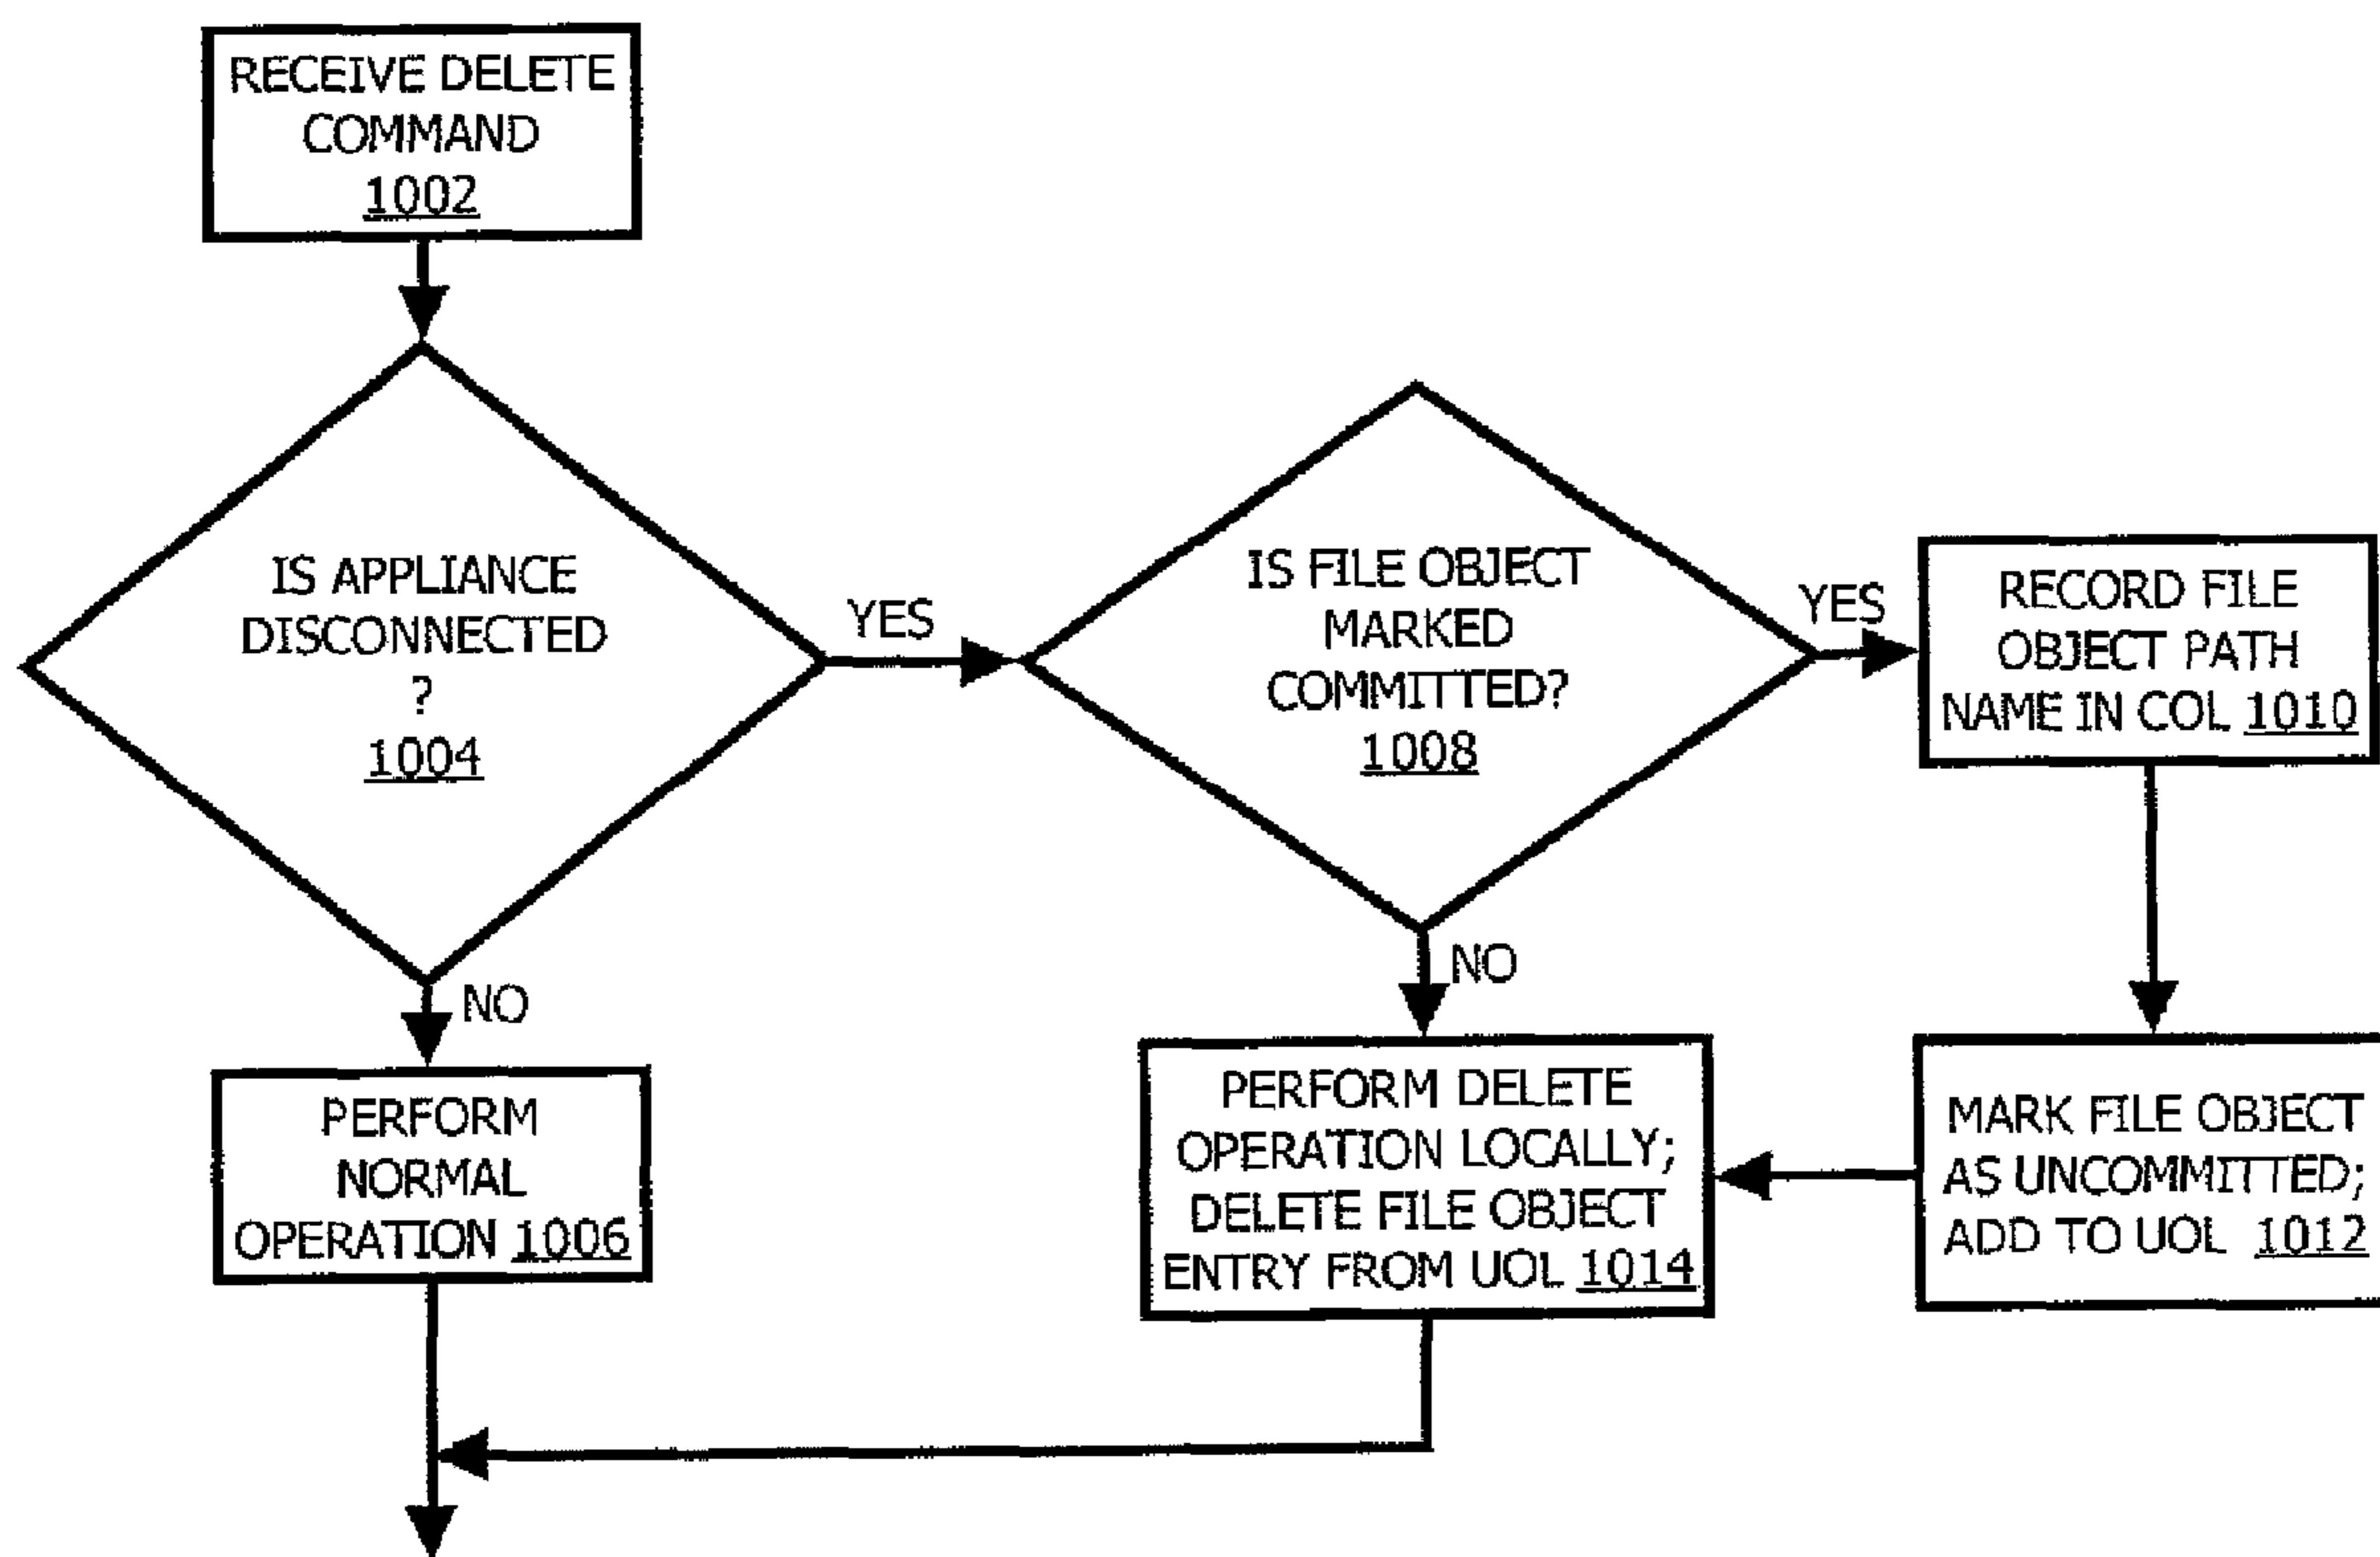 RECEIVE DELETE
COMMAND
1002
IS APPLIANCE
DISCONNECTED
?
1004
YES
NO
PERFORM
NORMAL
OPERATION 1006
IS FILE OBJECT
MARKED
COMMITTED?
1008
YES
NO
RECORD FILE
OBJECT PATH
NAME IN COL 1010
MARK FILE OBJECT
AS UNCOMMITTED;
ADD TO UOL 1012
PERFORM DELETE
OPERATION LOCALLY;
DELETE FILE OBJECT
ENTRY FROM UOL 1014